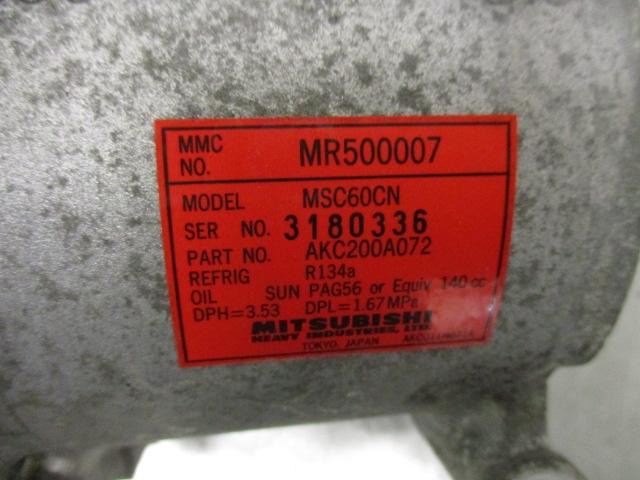 MMC NO. MR500007
MODEL MSC60CN
SER NO. 3180336
PART NO. AKC200A072
REFRIG R134a
OIL SUN PAG56 or Equiv 140 cc
DPH=3.53 DPL=1.67MPa
MITSUBISHI
HEAVY INDUSTRIES, LTD.
TOKYO, JAPAN